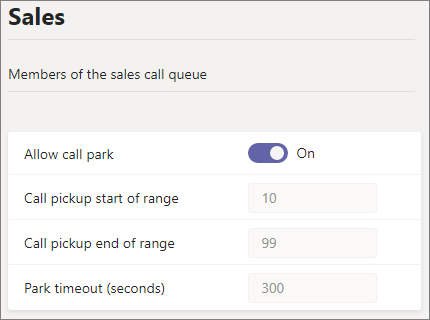 Sales
Members of the sales call queue
Allow call park On
Call pickup start of range 10
Call pickup end of range 99
Park timeout (seconds) 300